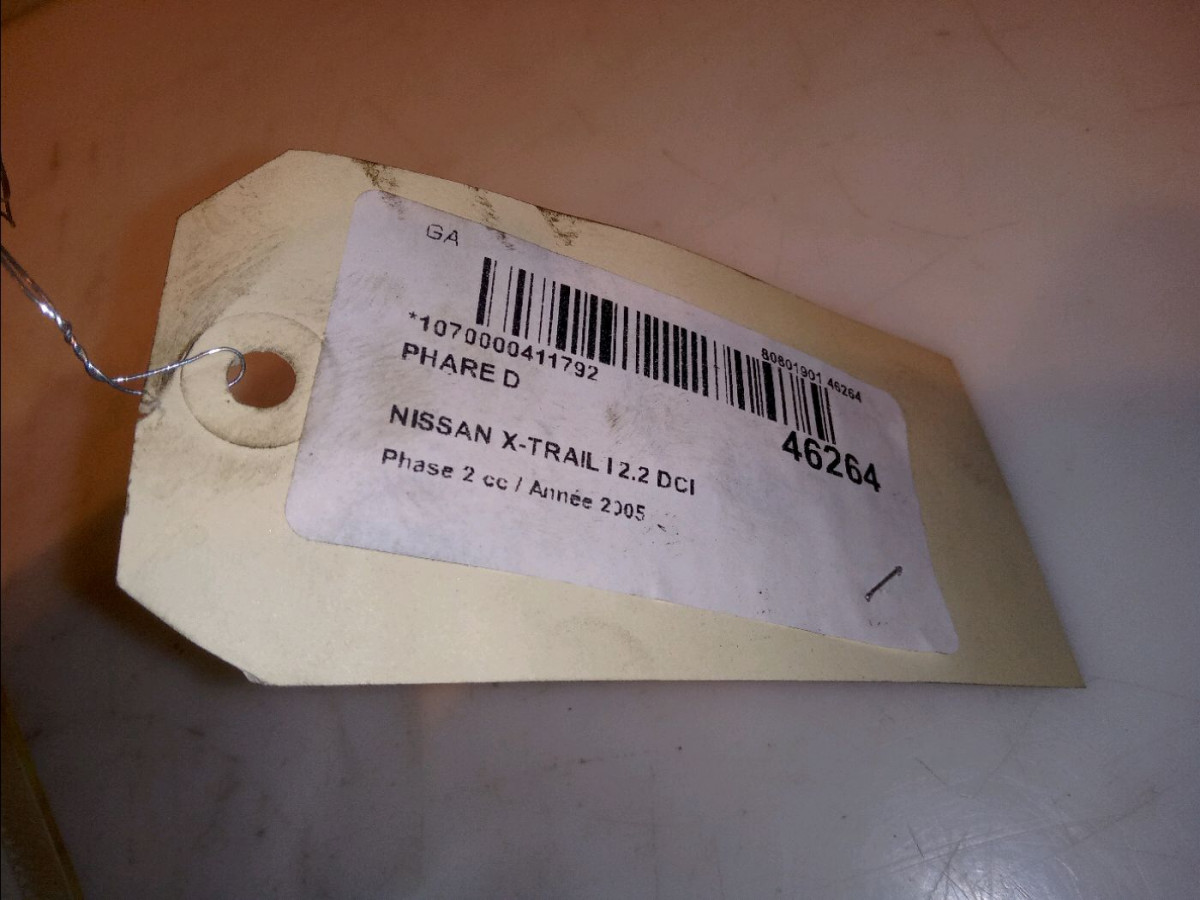 GA
*1070000411792
80801901 46264
PHARE D
46264
NISSAN X-TRAIL I 2.2 DCI
Phase 2 cc / Année 2005